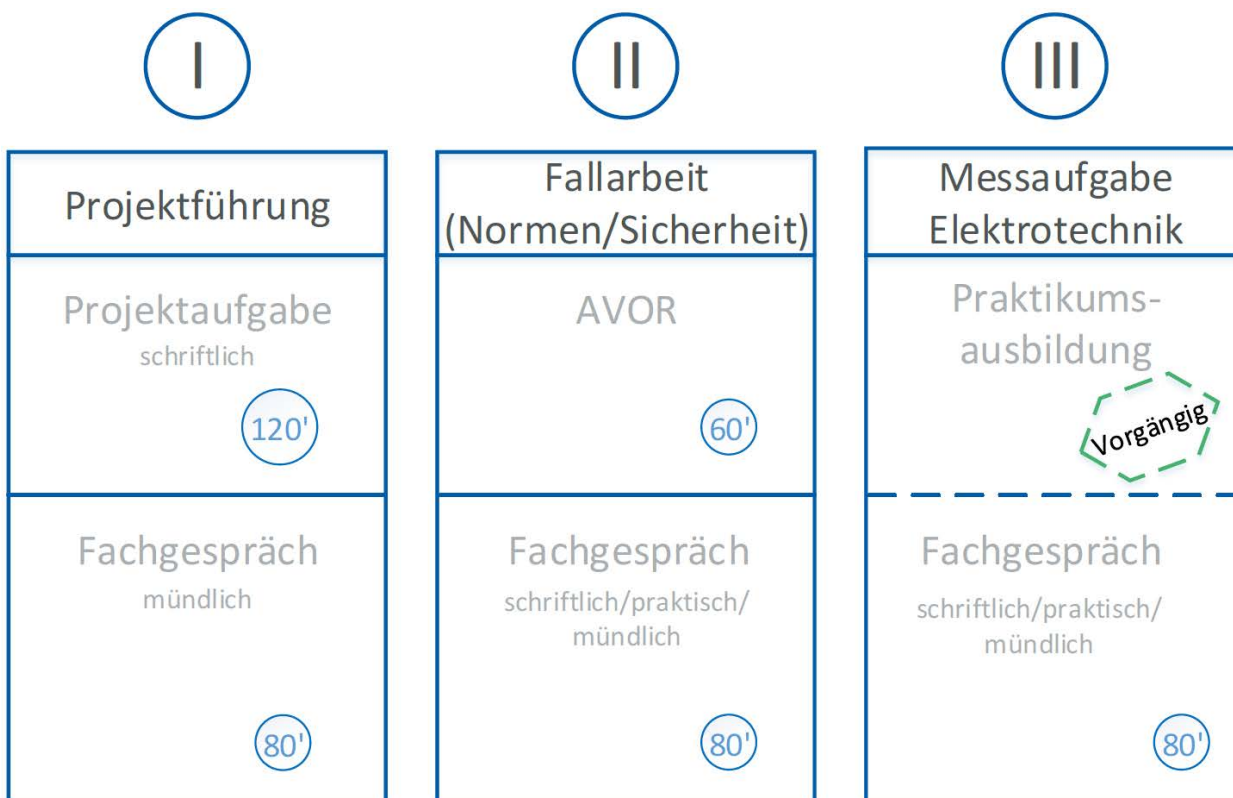 I
II
III
Projektführung
Fallarbeit
(Normen/Sicherheit)
Messaufgabe
Elektrotechnik
Projektaufgabe
schriftlich
120'
AVOR
60'
Praktikums-
ausbildung
Vorgängig
Fachgespräch
mündlich
80'
Fachgespräch
schriftlich/praktisch/
mündlich
80'
Fachgespräch
schriftlich/praktisch/
mündlich
80'